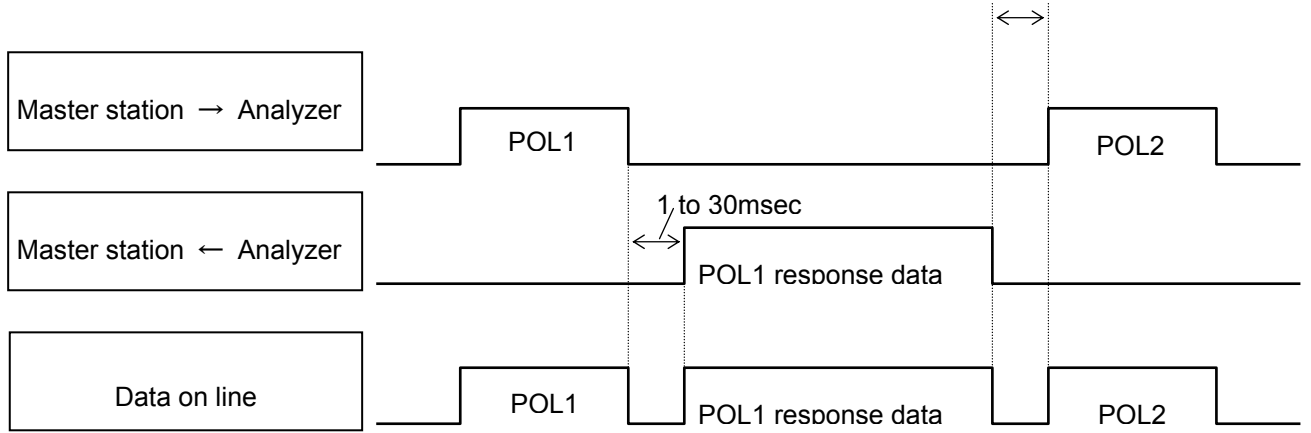 Master station → Analyzer
POL1
POL2
1 to 30msec
Master station ← Analyzer
POL1 response data
Data on line
POL1
POL1 response data
POL2